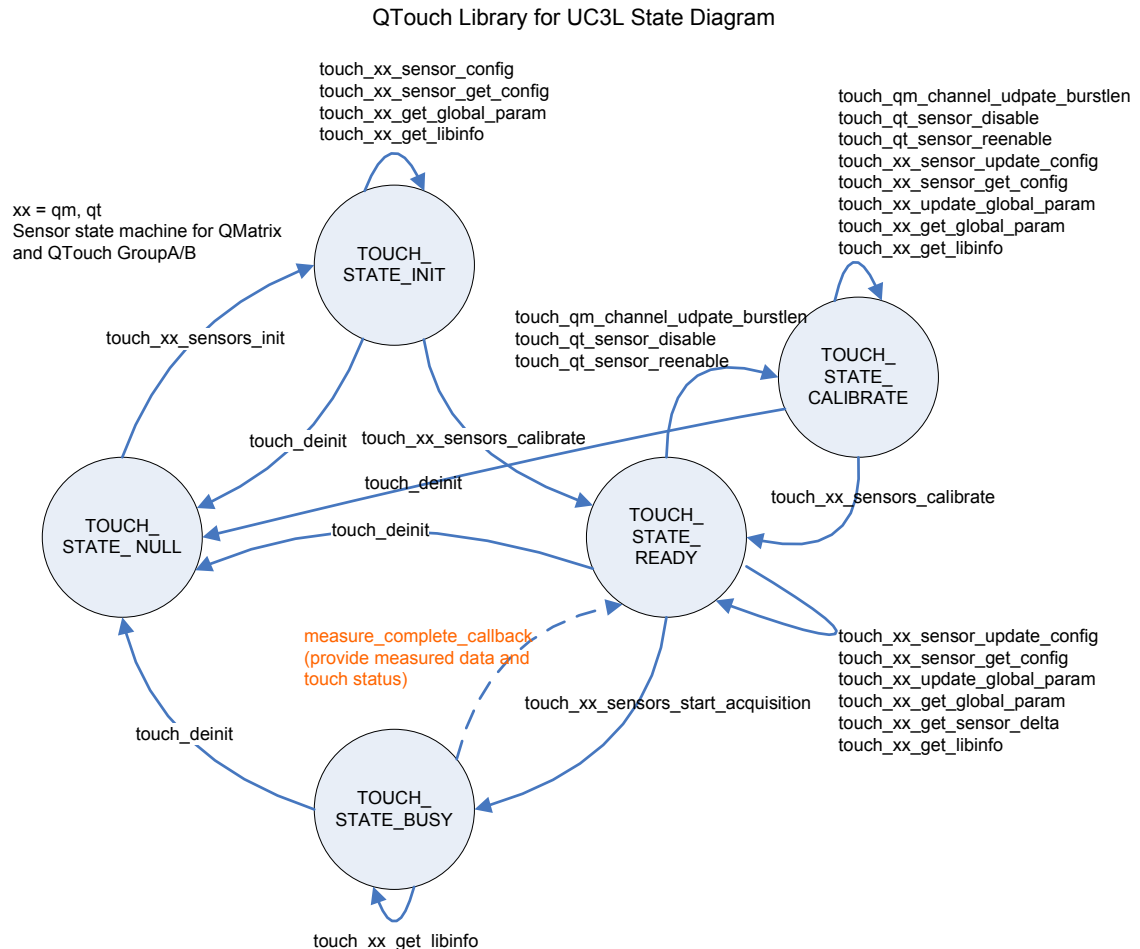 QTouch Library for UC3L State Diagram
touch_xx_sensor_config
touch_xx_sensor_get_config
touch_xx_get_global_param
touch_xx_get_libinfo
touch_qm_channel_udpate_burstlen
touch_qt_sensor_disable
touch_qt_sensor_reenable
touch_xx_sensor_update_config
touch_xx_sensor_get_config
touch_xx_update_global_param
touch_xx_get_global_param
touch_xx_get_libinfo
xx = qm, qt
Sensor state machine for QMatrix
and QTouch GroupA/B
TOUCH_
STATE_INIT
touch_xx_sensors_init
touch_qm_channel_udpate_burstlen
touch_qt_sensor_disable
touch_qt_sensor_reenable
TOUCH_
STATE_
CALIBRATE
touch_deinit
touch_xx_sensors_calibrate
touch_deinit
touch_xx_sensors_calibrate
TOUCH_
STATE_ NULL
touch_deinit
TOUCH_
STATE_
READY
measure_complete_callback
(provide measured data and
touch status)
touch_xx_sensor_update_config
touch_xx_sensor_get_config
touch_xx_update_global_param
touch_xx_get_global_param
touch_xx_get_sensor_delta
touch_xx_get_libinfo
touch_xx_sensors_start_acquisition
touch_deinit
TOUCH_
STATE_BUSY
touch_xx_get_libinfo